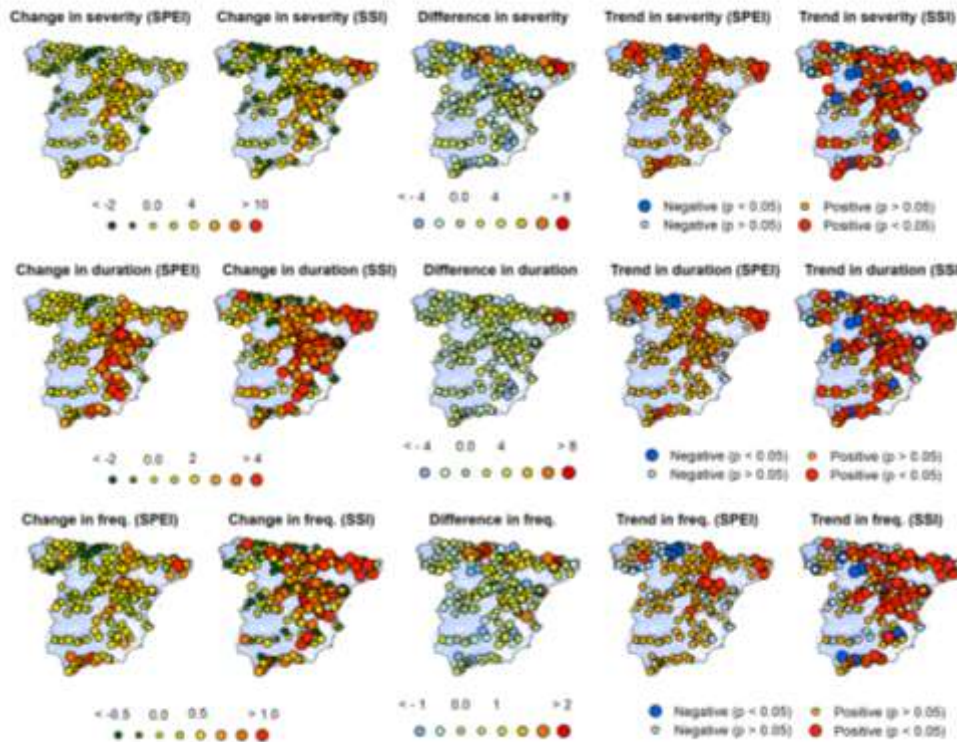 Change in severity (SPEI) Change in severity (SSI) Difference in severity Trend in severity (SPEI) Trend in severity (SSI)
< -2 0.0 4 > 10 < - 4 0.0 4 > 8 Negative (p < 0.05) Positive (p > 0.05)
Negative (p > 0.05) Positive (p < 0.05)
Change in duration (SPEI) Change in duration (SSI) Difference in duration Trend in duration (SPEI) Trend in duration (SSI)
< -2 0.0 2 > 4 < - 4 0.0 4 > 8 Negative (p < 0.05) Positive (p > 0.05)
Negative (p > 0.05) Positive (p < 0.05)
Change in freq. (SPEI) Change in freq. (SSI) Difference in freq. Trend in freq. (SPEI) Trend in freq. (SSI)
< -0.5 0.0 0.5 > 1.0 < - 1 0.0 1 > 2 Negative (p < 0.05) Positive (p > 0.05)
Negative (p > 0.05) Positive (p < 0.05)